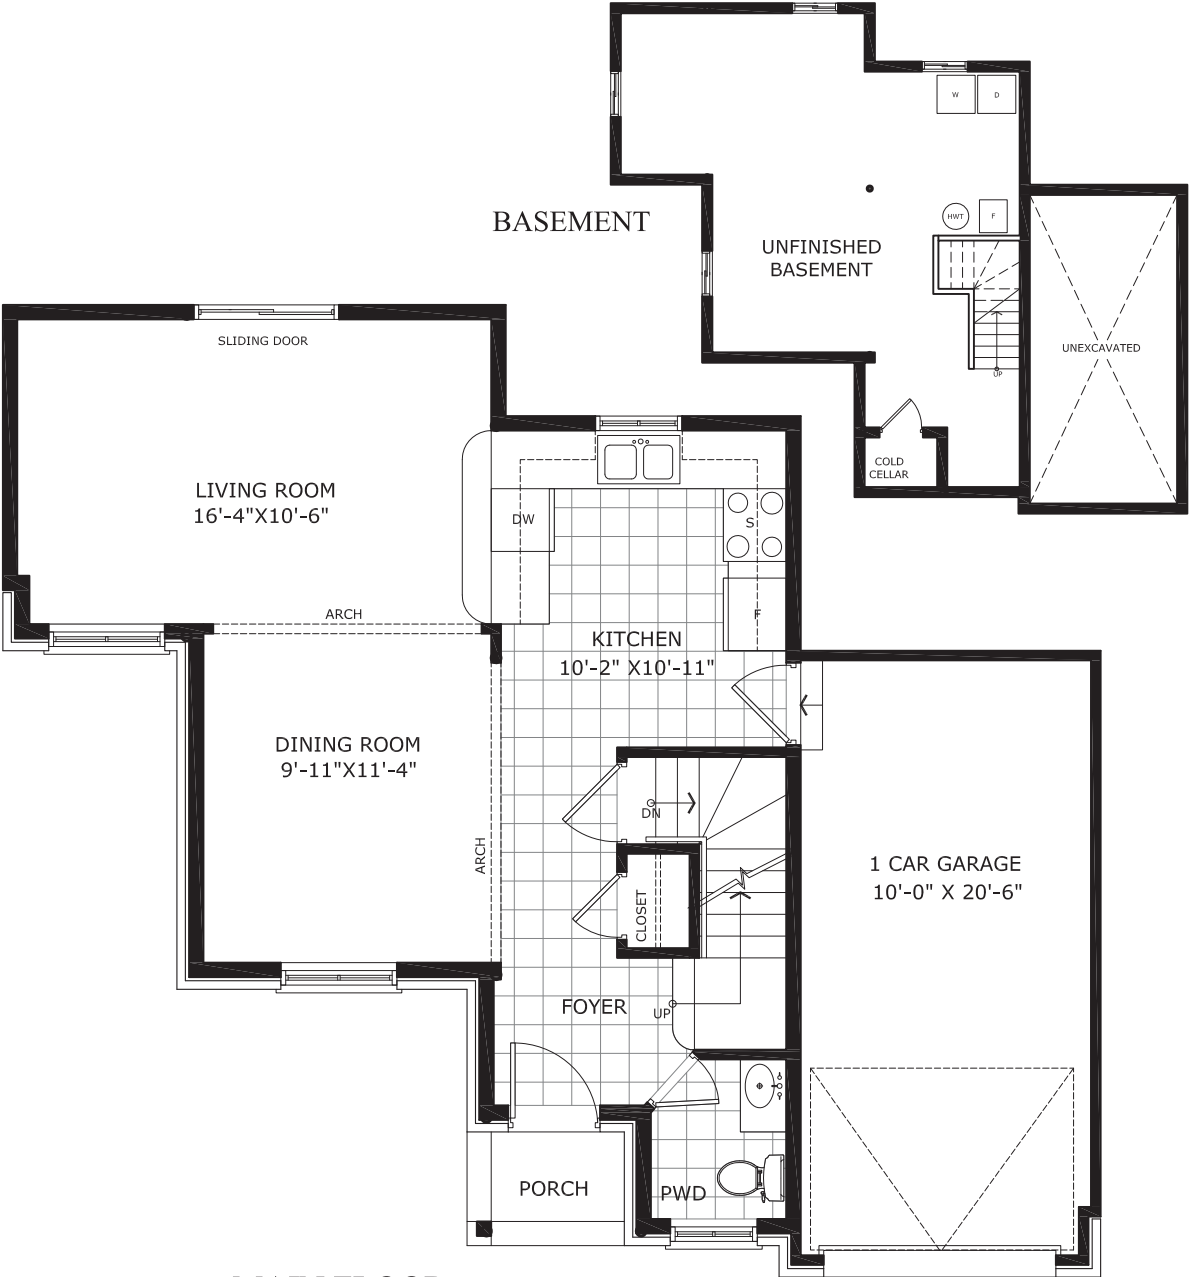 W
D
BASEMENT
HWT
F
UNFINISHED
BASEMENT
SLIDING DOOR
UNEXCAVATED
UP
COLD
CELLAR
LIVING ROOM
16'-4"X10'-6"
DW
S
ARCH
F
KITCHEN
10'-2" X10'-11"
DINING ROOM
9'-11"X11'-4"
DN
ARCH
1 CAR GARAGE
10'-0" X 20'-6"
CLOSET
FOYER
UP
PORCH
PWD